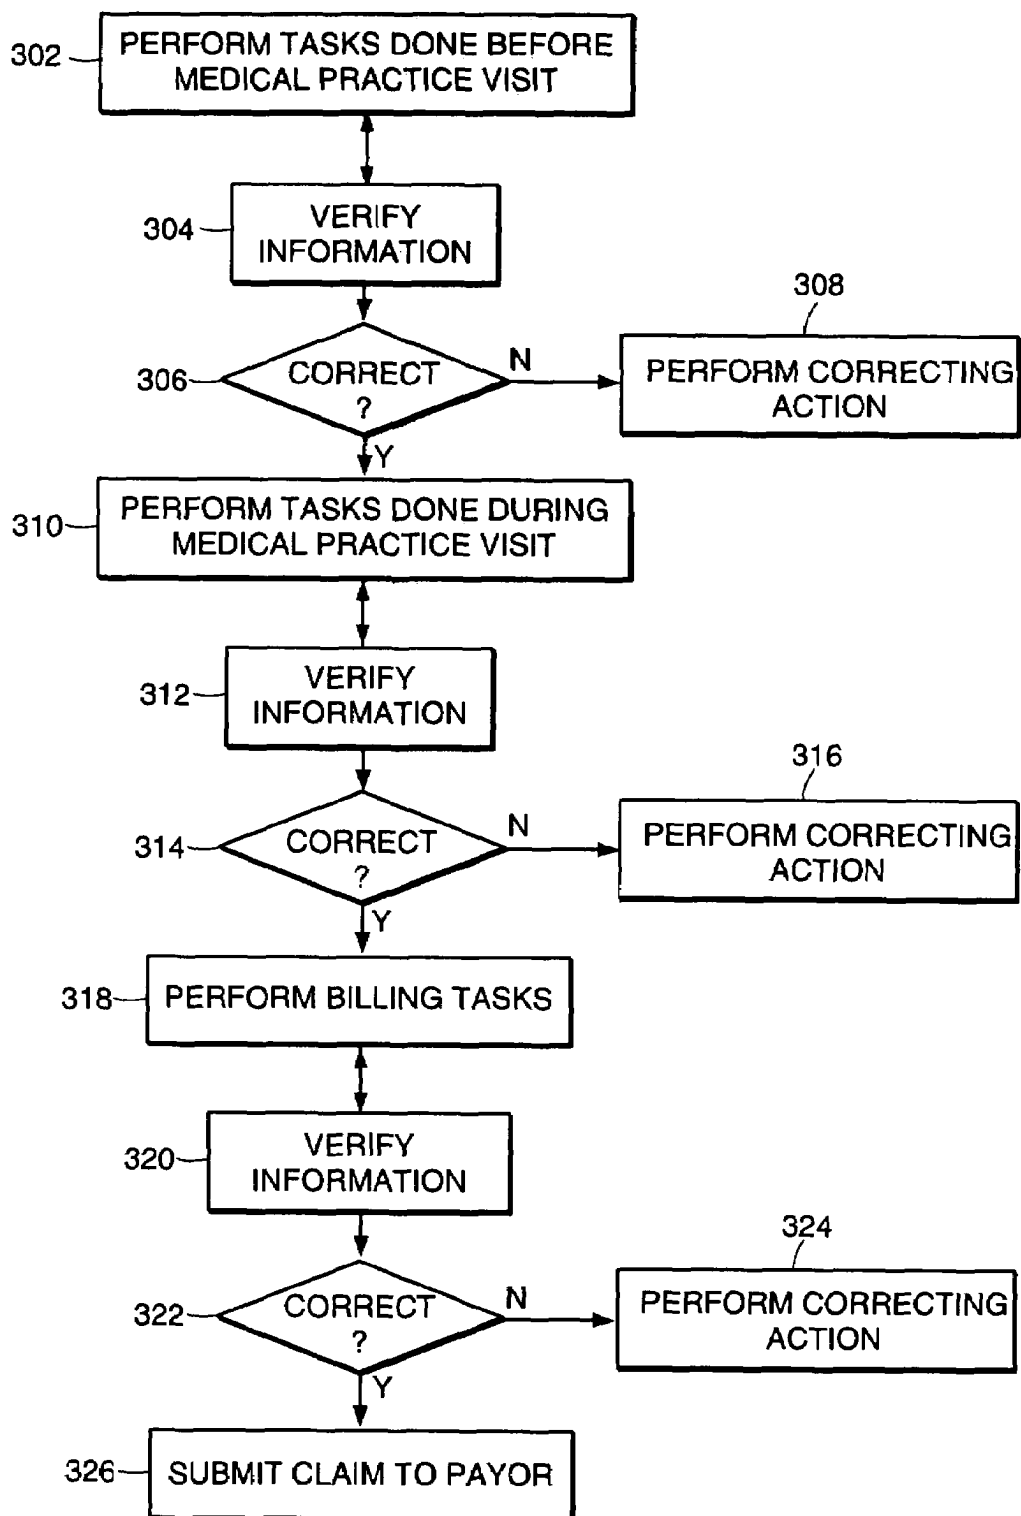 302
PERFORM TASKS DONE BEFORE
MEDICAL PRACTICE VISIT
304
VERIFY
INFORMATION
306
CORRECT
?
N
Y
308
PERFORM CORRECTING
ACTION
310
PERFORM TASKS DONE DURING
MEDICAL PRACTICE VISIT
312
VERIFY
INFORMATION
314
CORRECT
?
N
Y
316
PERFORM CORRECTING
ACTION
318
PERFORM BILLING TASKS
320
VERIFY
INFORMATION
322
CORRECT
?
N
Y
324
PERFORM CORRECTING
ACTION
326
SUBMIT CLAIM TO PAYOR